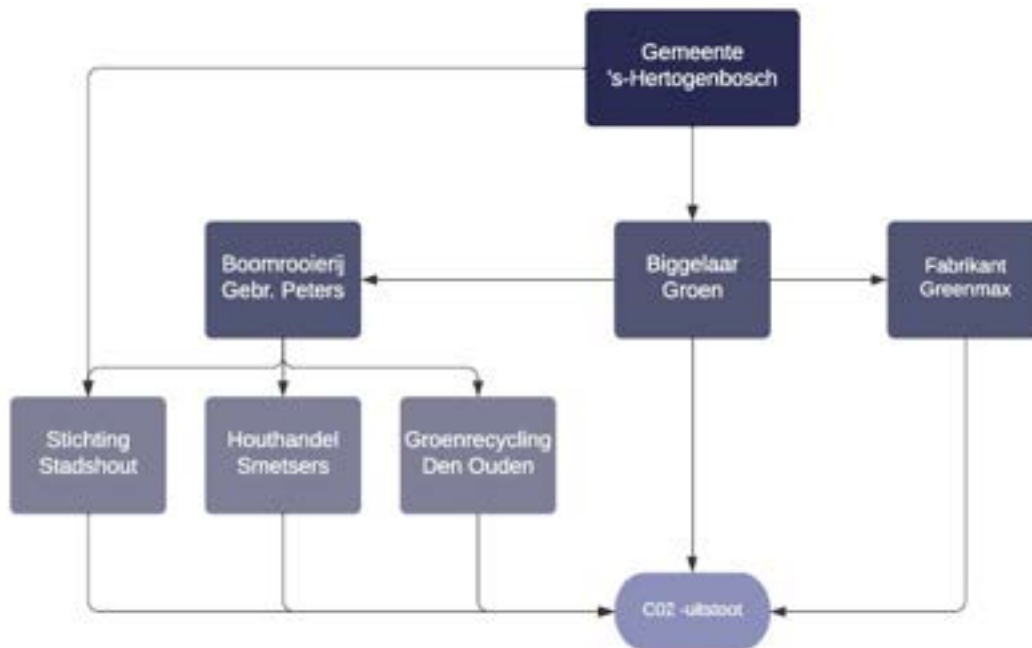 Gemeente
's-Hertogenbosch
Boomrooierij
Gebr. Peters
Biggelaar
Groen
Fabrikant
Greenmax
Stichting
Stadshout
Houthandel
Smetsers
Groenrecycling
Den Ouden
C02 -uitstoot